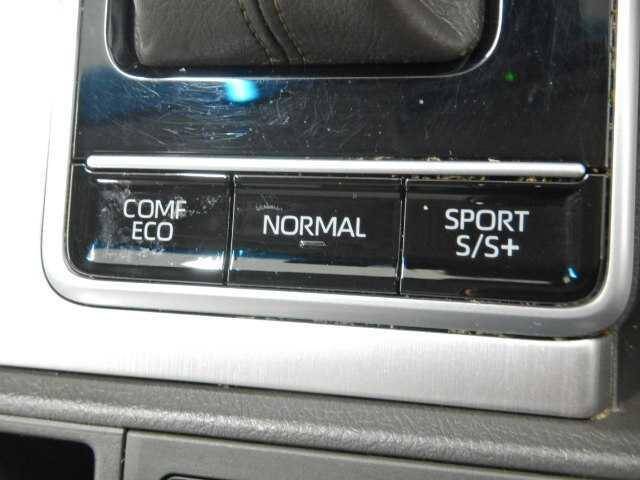 COMF
ECO
NORMAL
SPORT
S/S+